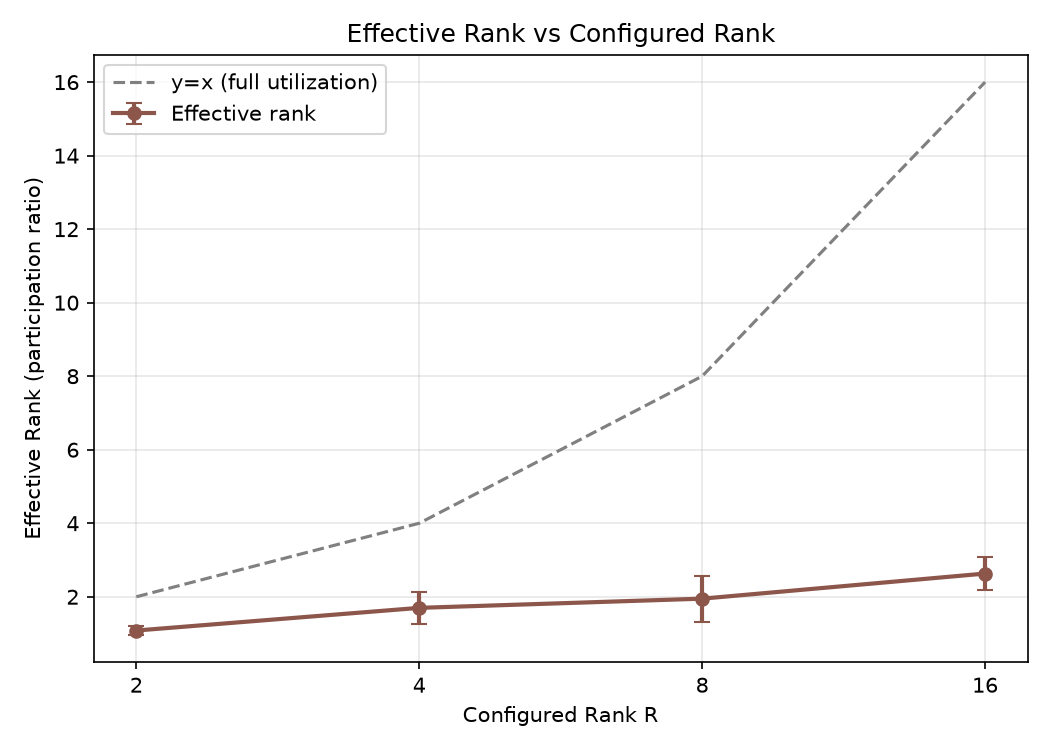 Effective Rank vs Configured Rank
y=x (full utilization)
Effective rank
Effective Rank (participation ratio)
16
14
12
10
8
6
4
2
2 4 8 16
Configured Rank R